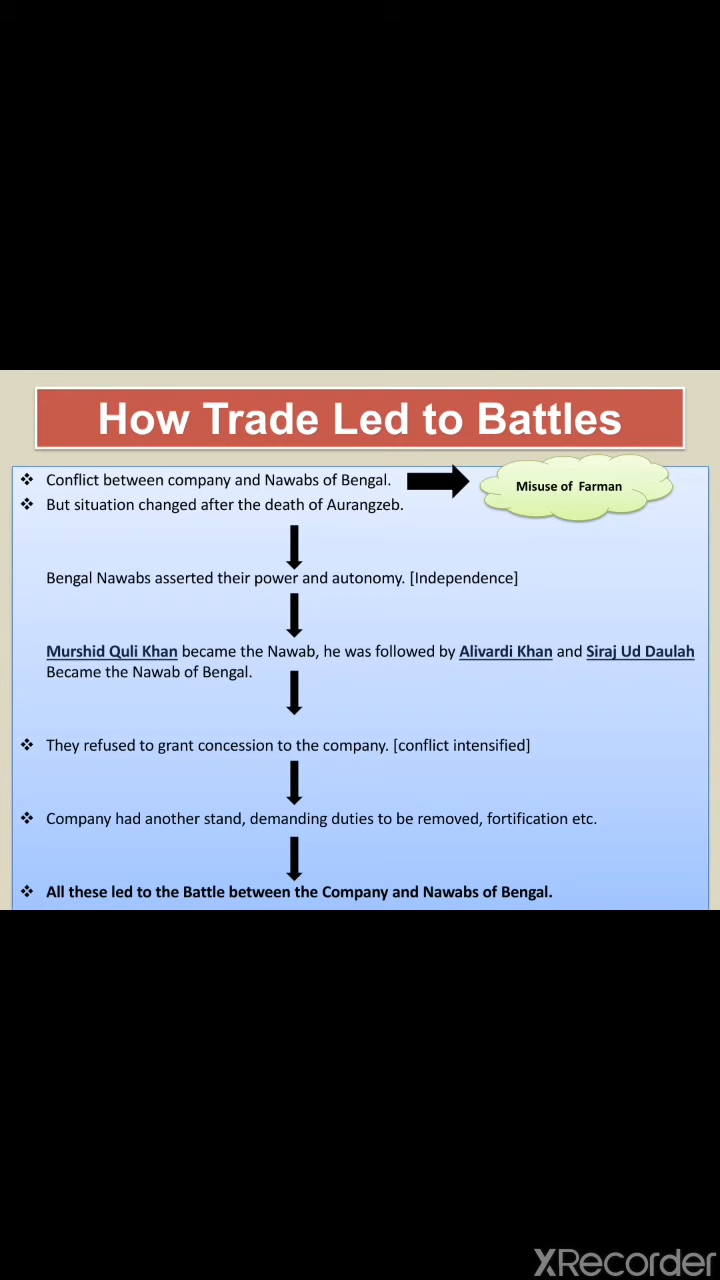 How Trade Led to Battles
❖ Conflict between company and Nawabs of Bengal.
Misuse of Farman
❖ But situation changed after the death of Aurangzeb.
Bengal Nawabs asserted their power and autonomy. [Independence]
Murshid Quli Khan became the Nawab, he was followed by Alivardi Khan and Siraj Ud Daulah
Became the Nawab of Bengal.
❖ They refused to grant concession to the company. [conflict intensified]
❖ Company had another stand, demanding duties to be removed, fortification etc.
❖ All these led to the Battle between the Company and Nawabs of Bengal.
XRecorder